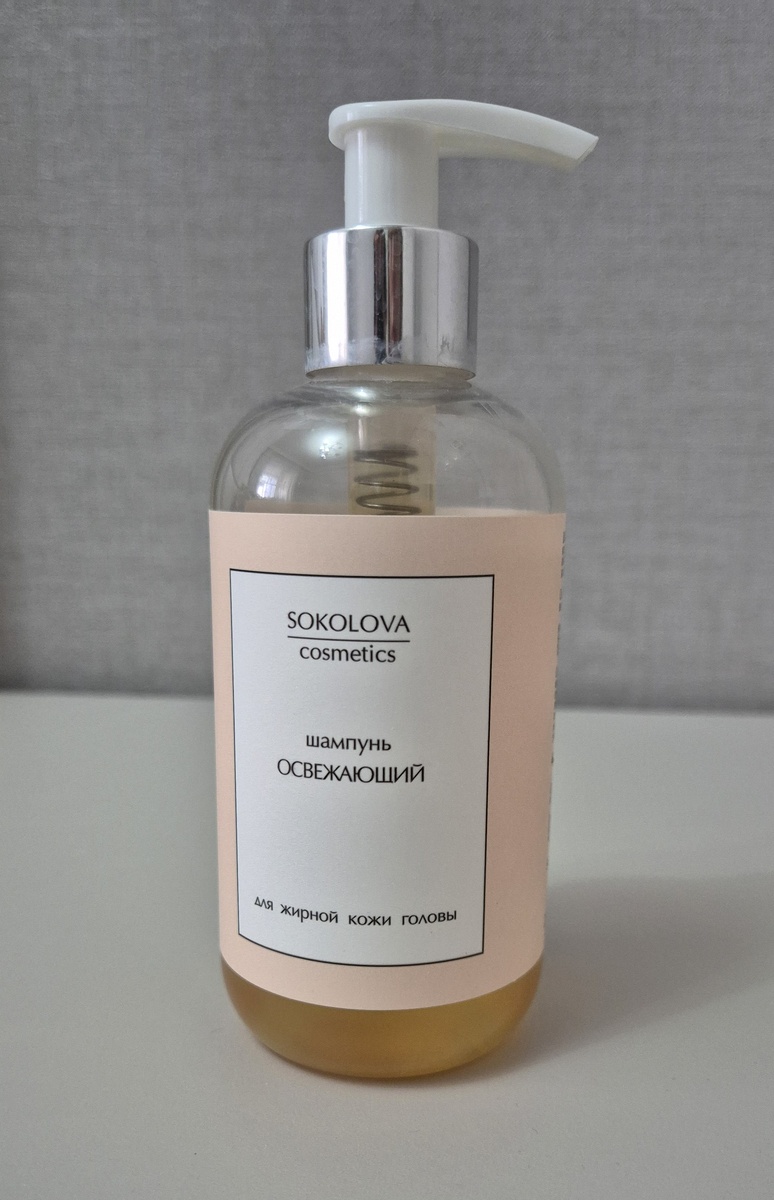 SOKOLOVA
cosmetics
шампунь
ОСВЕЖАЮЩИЙ
для жирной кожи головы